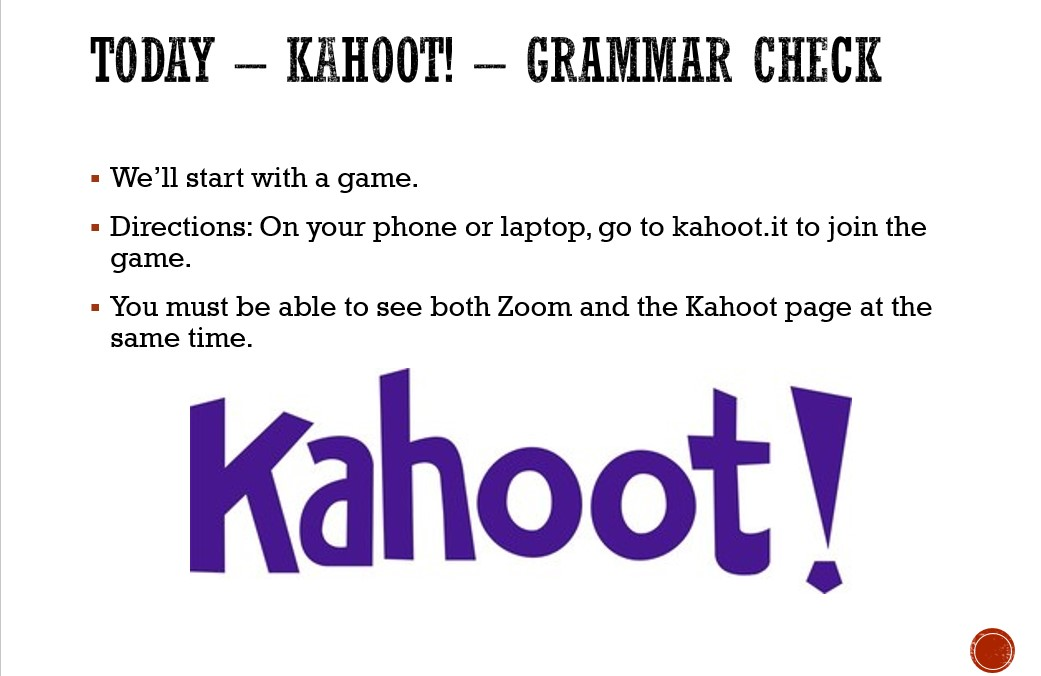 TODAY – KAHOOT! – GRAMMAR CHECK
▪ We’ll start with a game.
▪ Directions: On your phone or laptop, go to kahoot.it to join the
game.
▪ You must be able to see both Zoom and the Kahoot page at the
same time.
Kahoot!